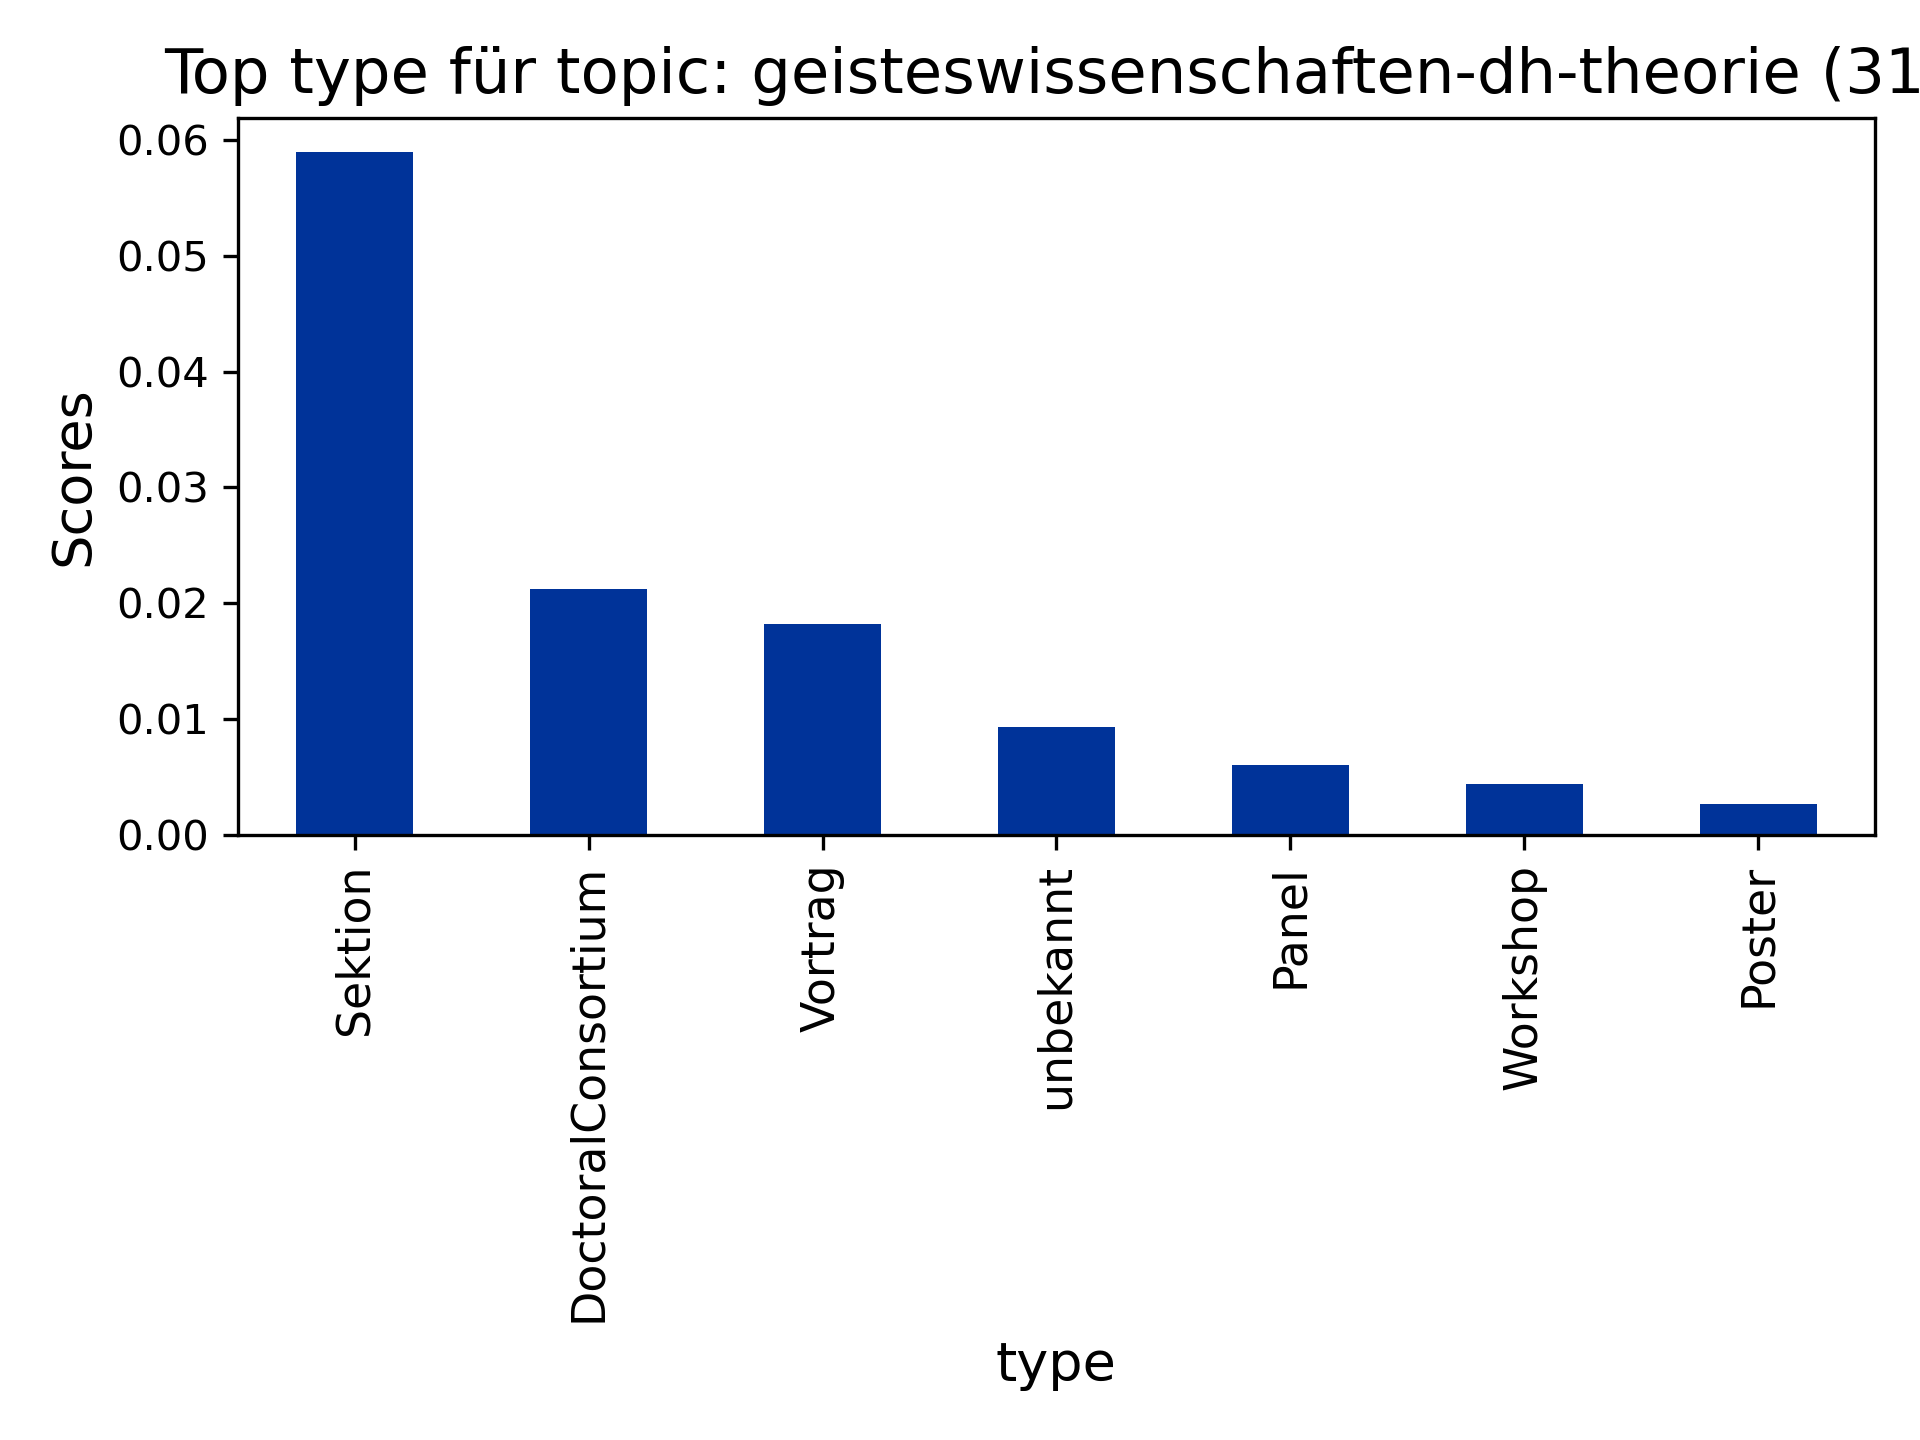 Top type für topic: geisteswissenschaften-dh-theorie (31
0.06
0.05
0.04
0.03
0.02
0.01
0.00
Scores
Sektion
DoctoralConsortium
Vortrag
unbekannt
Panel
Workshop
Poster
type